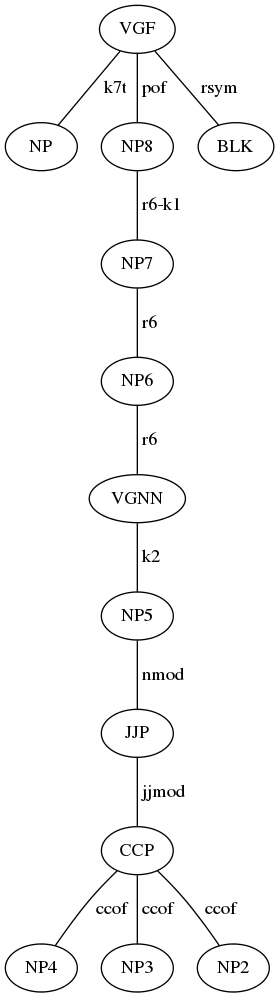 VGF
k7t pof rsym
NP NP8 BLK
r6-k1
NP7
r6
NP6
r6
VGNN
k2
NP5
nmod
JJP
jjmod
CCP
ccof ccof ccof
NP4 NP3 NP2